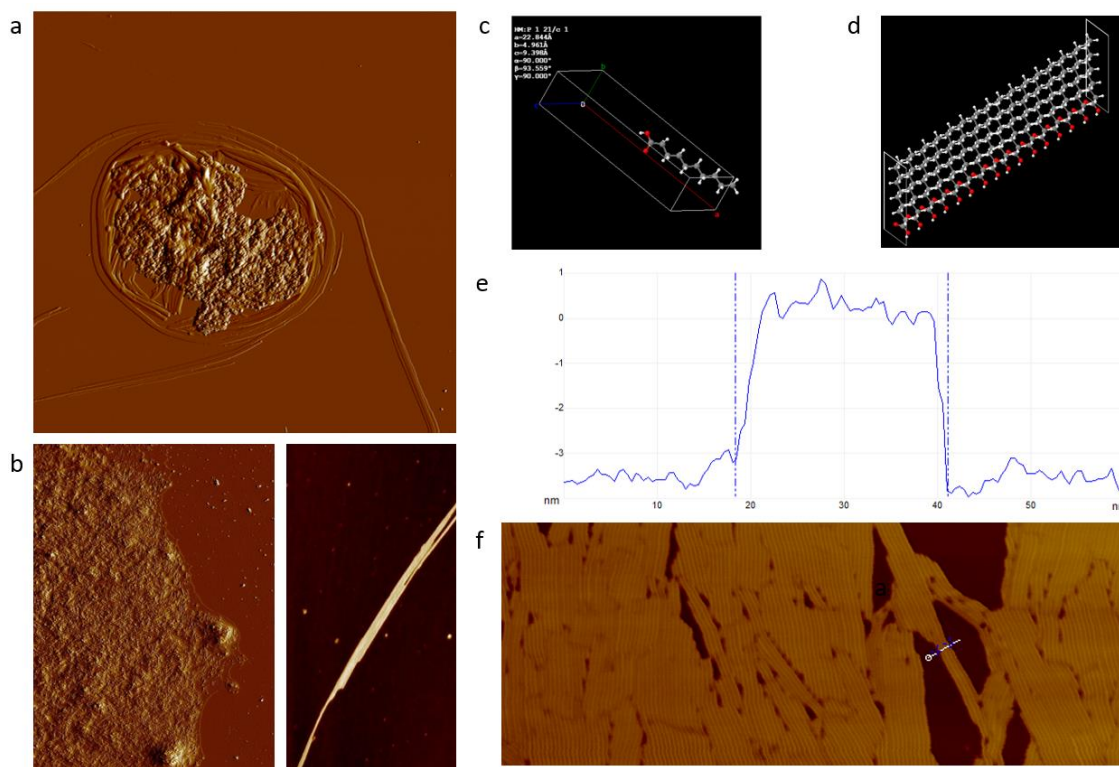 a
c
HM:P 1 21/c 1
a=22.844Å
b=4.961Å
c=9.398Å
α=90.000°
β=93.559°
γ=90.000°
0
a
d
e
1
0
-1
-2
-3
nm
10
20
30
40
50
b
f
a